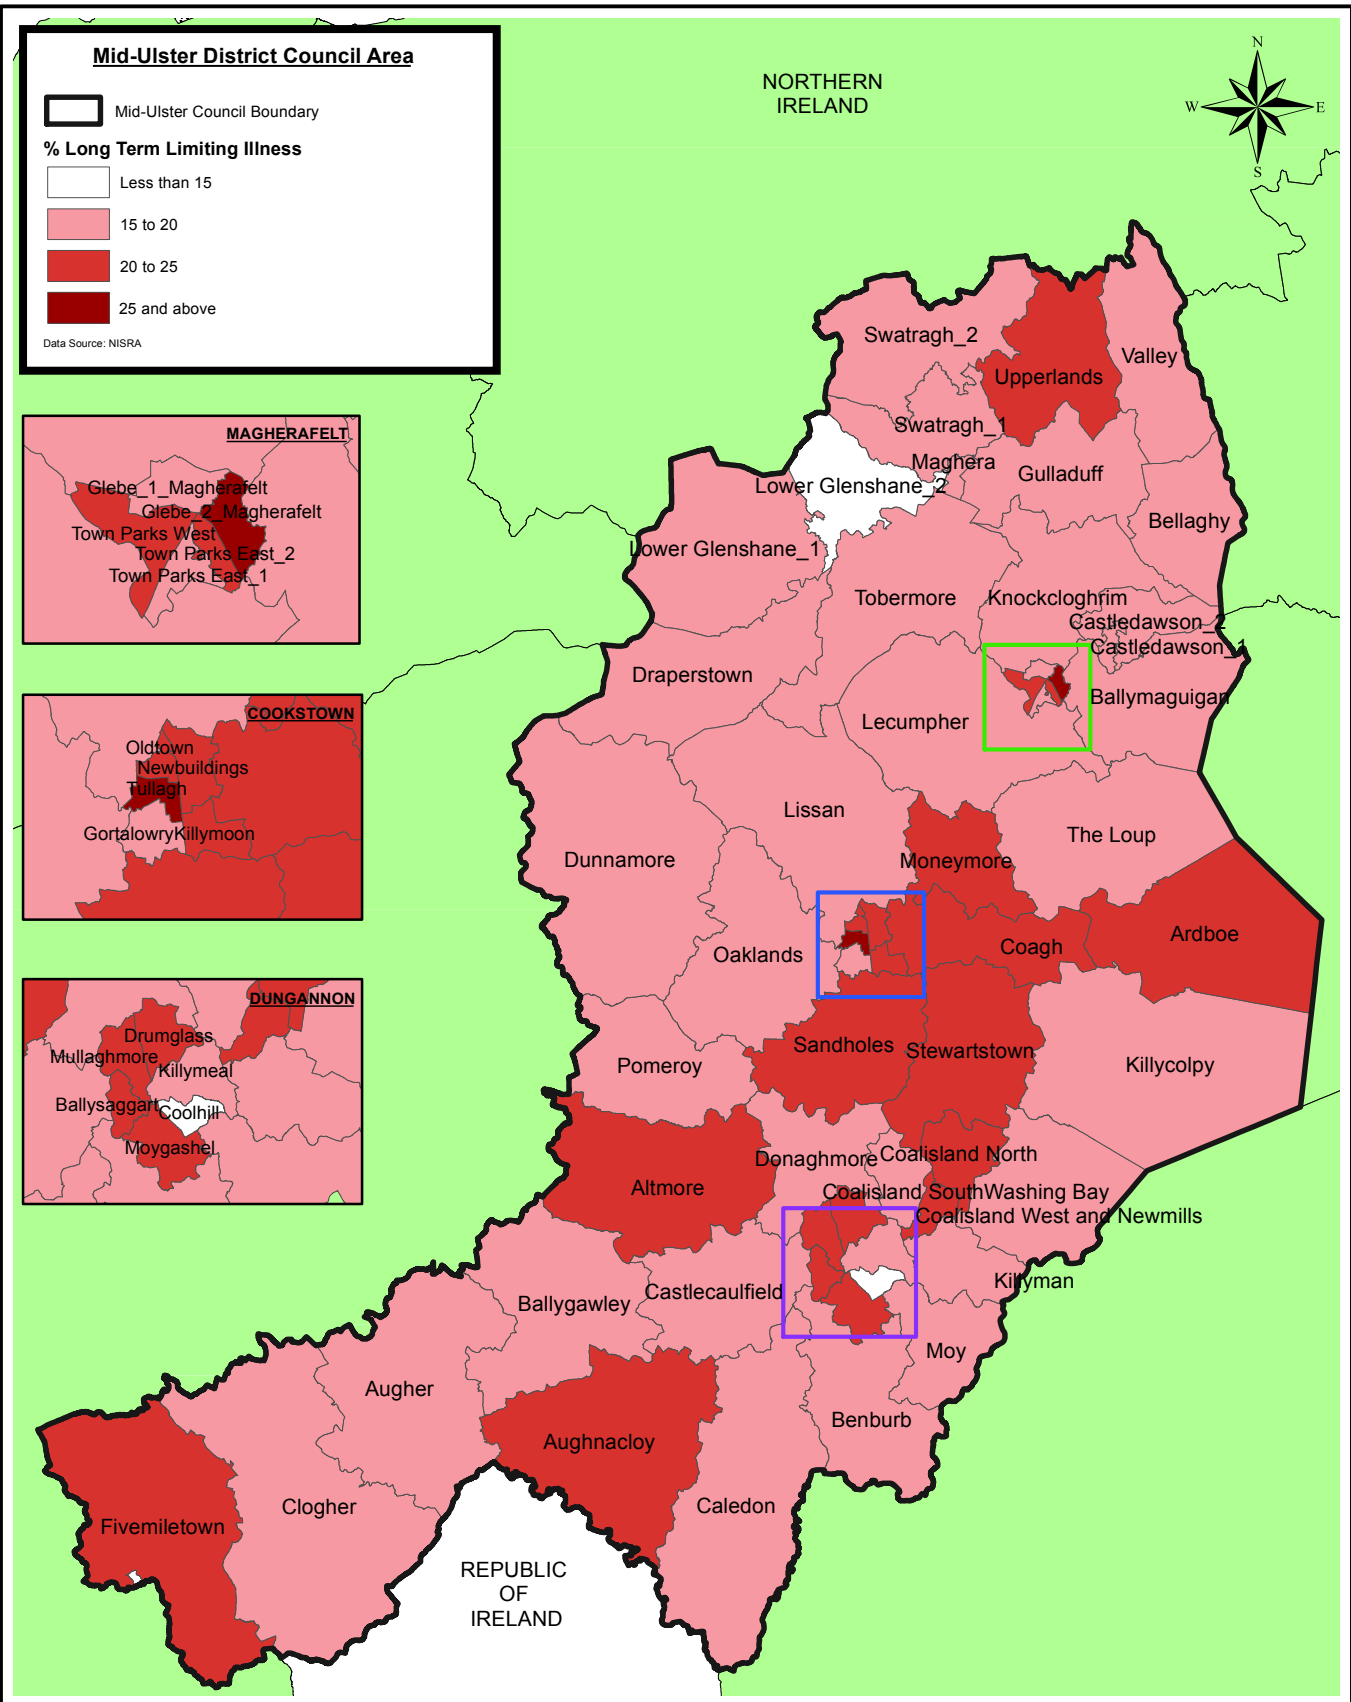 Mid-Ulster District Council Area
Mid-Ulster Council Boundary
% Long Term Limiting Illness
Less than 15
15 to 20
20 to 25
25 and above
Data Source: NISRA
NORTHERN
IRELAND
N
W
E
S
MAGHERAFELT
Glebe_1_Magherafelt
Glebe_2_Magherafelt
Town Parks West
Town Parks East_2
Town Parks East_1
COOKSTOWN
Oldtown
Newbuildings
Tullagh
Gortalowry
Killymoon
DUNGANNON
Drumglass
Mullaghmore
Killymeal
Ballysaggart
Coolhill
Moygashel
Swatragh_2
Valley
Upperlands
Swatragh_1
Maghera
Gulladuff
Lower Glenshane_2
Bellaghy
Lower Glenshane_1
Tobermore
Knockcloghrim
Castledawson_2
Castledawson_1
Draperstown
Ballymaguigan
Lecumpher
Lissan
The Loup
Dunnamore
Moneymore
Ardboe
Oaklands
Coagh
Sandholes
Stewartstown
Pomeroy
Killycolpy
Donaghmore
Coalisland North
Altmore
Coalisland South
Washing Bay
Coalisland West and Newmills
Killyman
Castlecaulfield
Ballygawley
Moy
Augher
Benburb
Aughnacloy
Clogher
Caledon
Fivemiletown
REPUBLIC
OF
IRELAND